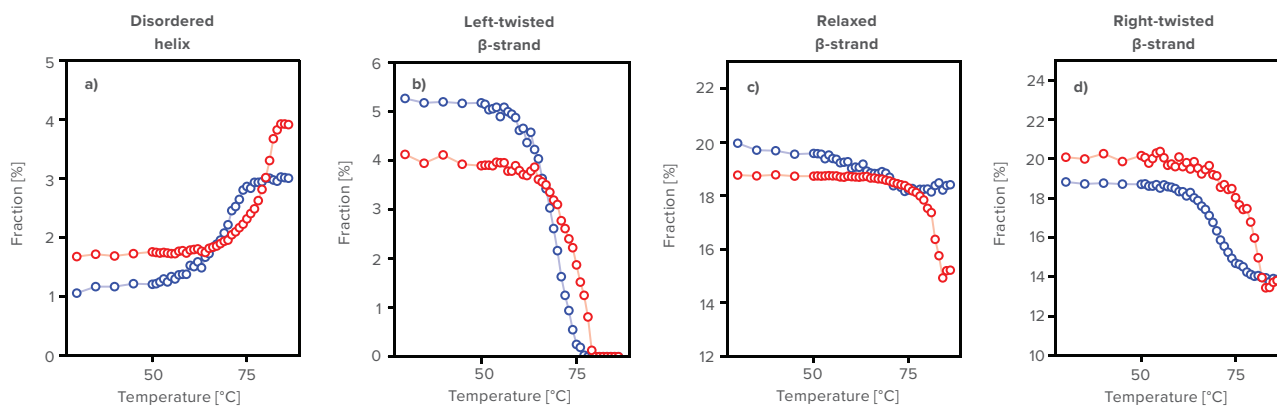 Disordered
helix
a)
5
4
3
2
1
0
Fraction [%]
50
75
Temperature [°C]
Left-twisted
β-strand
b)
6
5
4
3
2
1
0
Fraction [%]
50
75
Temperature [°C]
Relaxed
β-strand
c)
22
20
18
16
14
12
Fraction [%]
50
75
Temperature [°C]
Right-twisted
β-strand
d)
24
22
20
18
16
14
12
10
Fraction [%]
50
75
Temperature [°C]